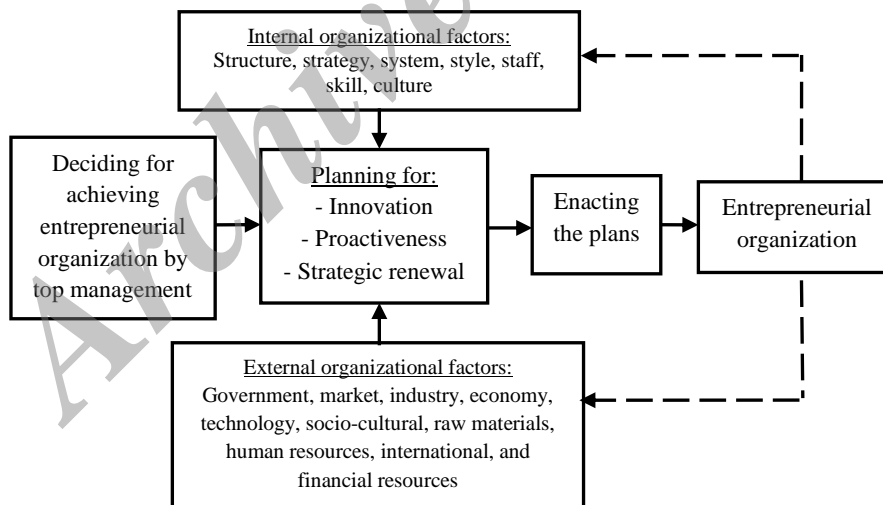 Internal organizational factors:
Structure, strategy, system, style, staff,
skill, culture
Deciding for
achieving
entrepreneurial
organization by
top management
Planning for:
- Innovation
- Proactiveness
- Strategic renewal
Enacting
the plans
Entrepreneurial
organization
External organizational factors:
Government, market, industry, economy,
technology, socio-cultural, raw materials,
human resources, international, and
financial resources
Archive